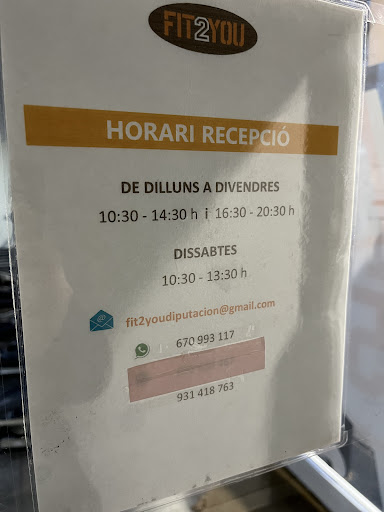 FIT2YOU
HORARI RECEPCIÓ
DE DILLUNS A DIVENDRES
10:30 - 14:30 h i 16:30 - 20:30 h
DISSABTES
10:30 - 13:30 h
fit2youdiputacion@gmail.com
670 993 117
931 418 763